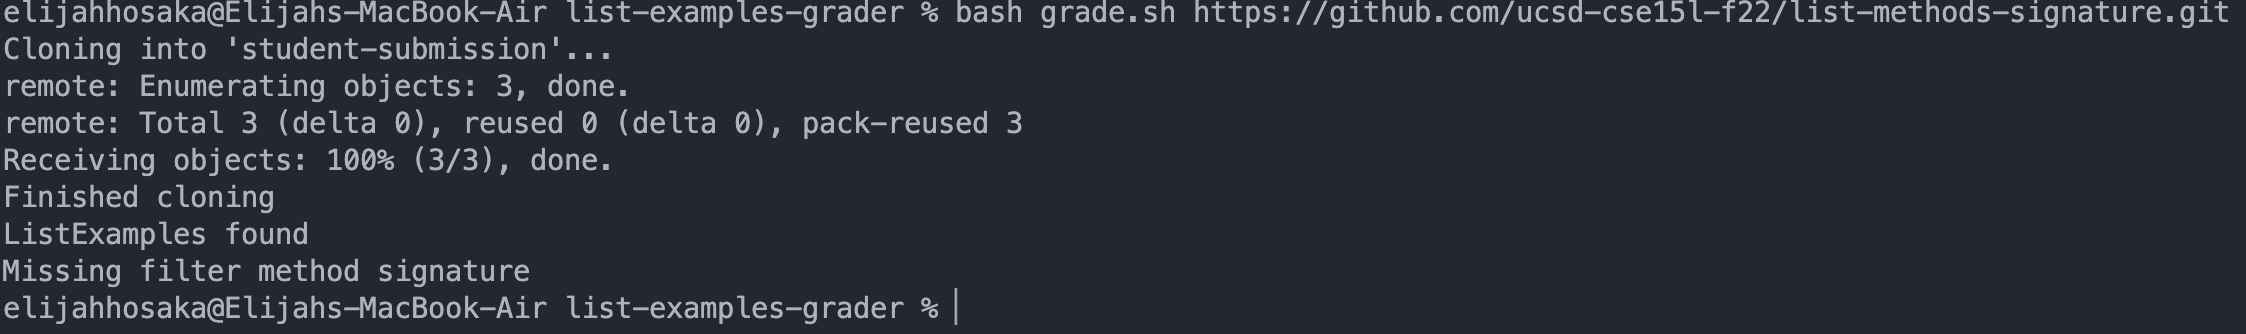 elijahhosaka@Elijahs-MacBook-Air list-examples-grader % bash grade.sh https://github.com/ucsd-cse15l-f22/list-methods-signature.git
Cloning into 'student-submission'...
remote: Enumerating objects: 3, done.
remote: Total 3 (delta 0), reused 0 (delta 0), pack-reused 3
Receiving objects: 100% (3/3), done.
Finished cloning
ListExamples found
Missing filter method signature
elijahhosaka@Elijahs-MacBook-Air list-examples-grader %